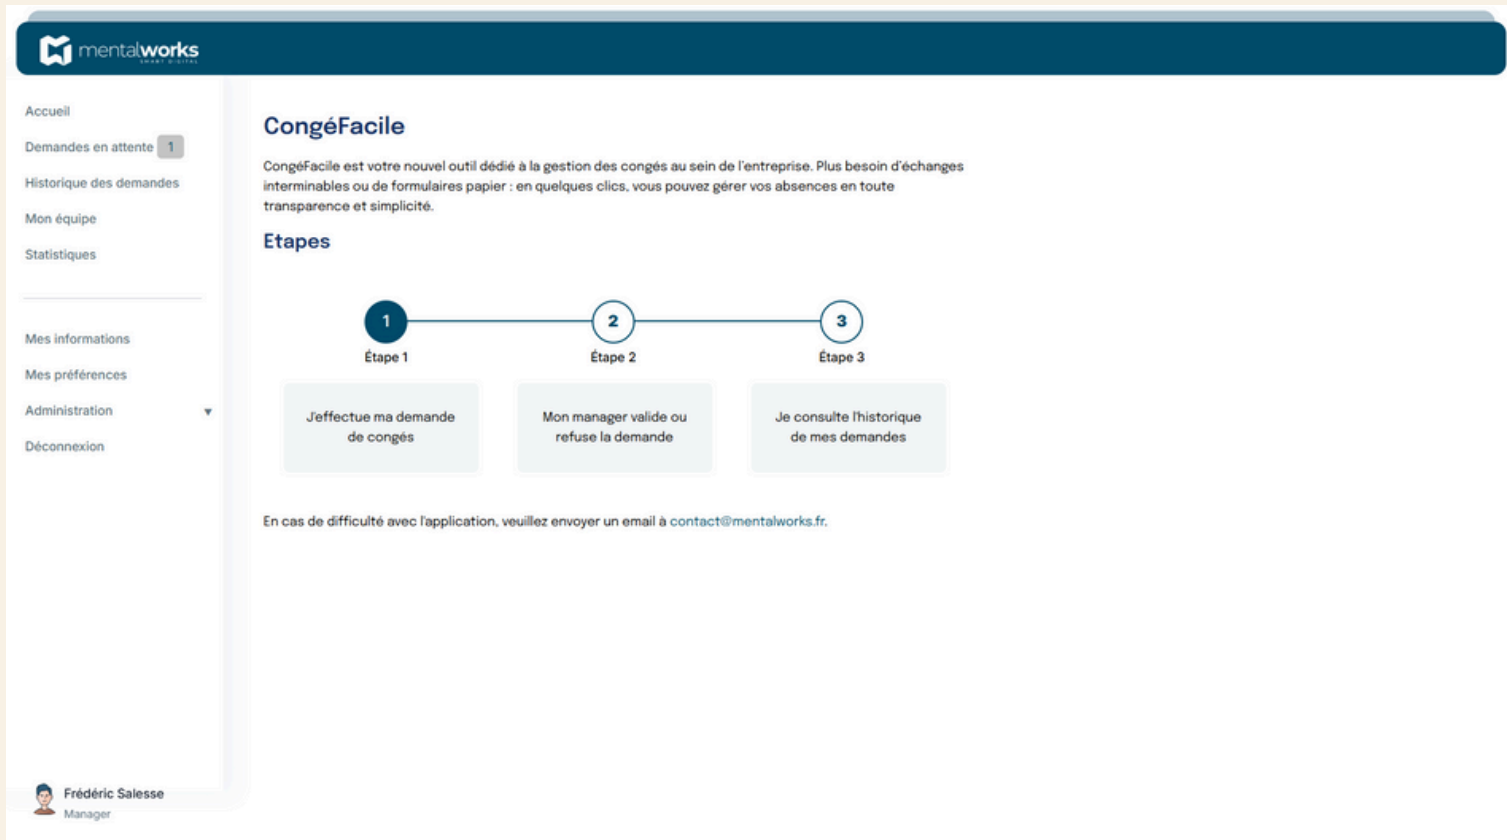 mentalworks
SMART DIGITAL
Accueil
Demandes en attente 1
Historique des demandes
Mon équipe
Statistiques
Mes informations
Mes préférences
Administration ▼
Déconnexion
Frédéric Salesse
Manager
CongéFacile
CongéFacile est votre nouvel outil dédié à la gestion des congés au sein de l'entreprise. Plus besoin d'échanges
interminables ou de formulaires papier : en quelques clics, vous pouvez gérer vos absences en toute
transparence et simplicité.
Etapes
1
2
3
Étape 1
Étape 2
Étape 3
J'effectue ma demande
de congés
Mon manager valide ou
refuse la demande
Je consulte l'historique
de mes demandes
En cas de difficulté avec l'application, veuillez envoyer un email à contact@mentalworks.fr.